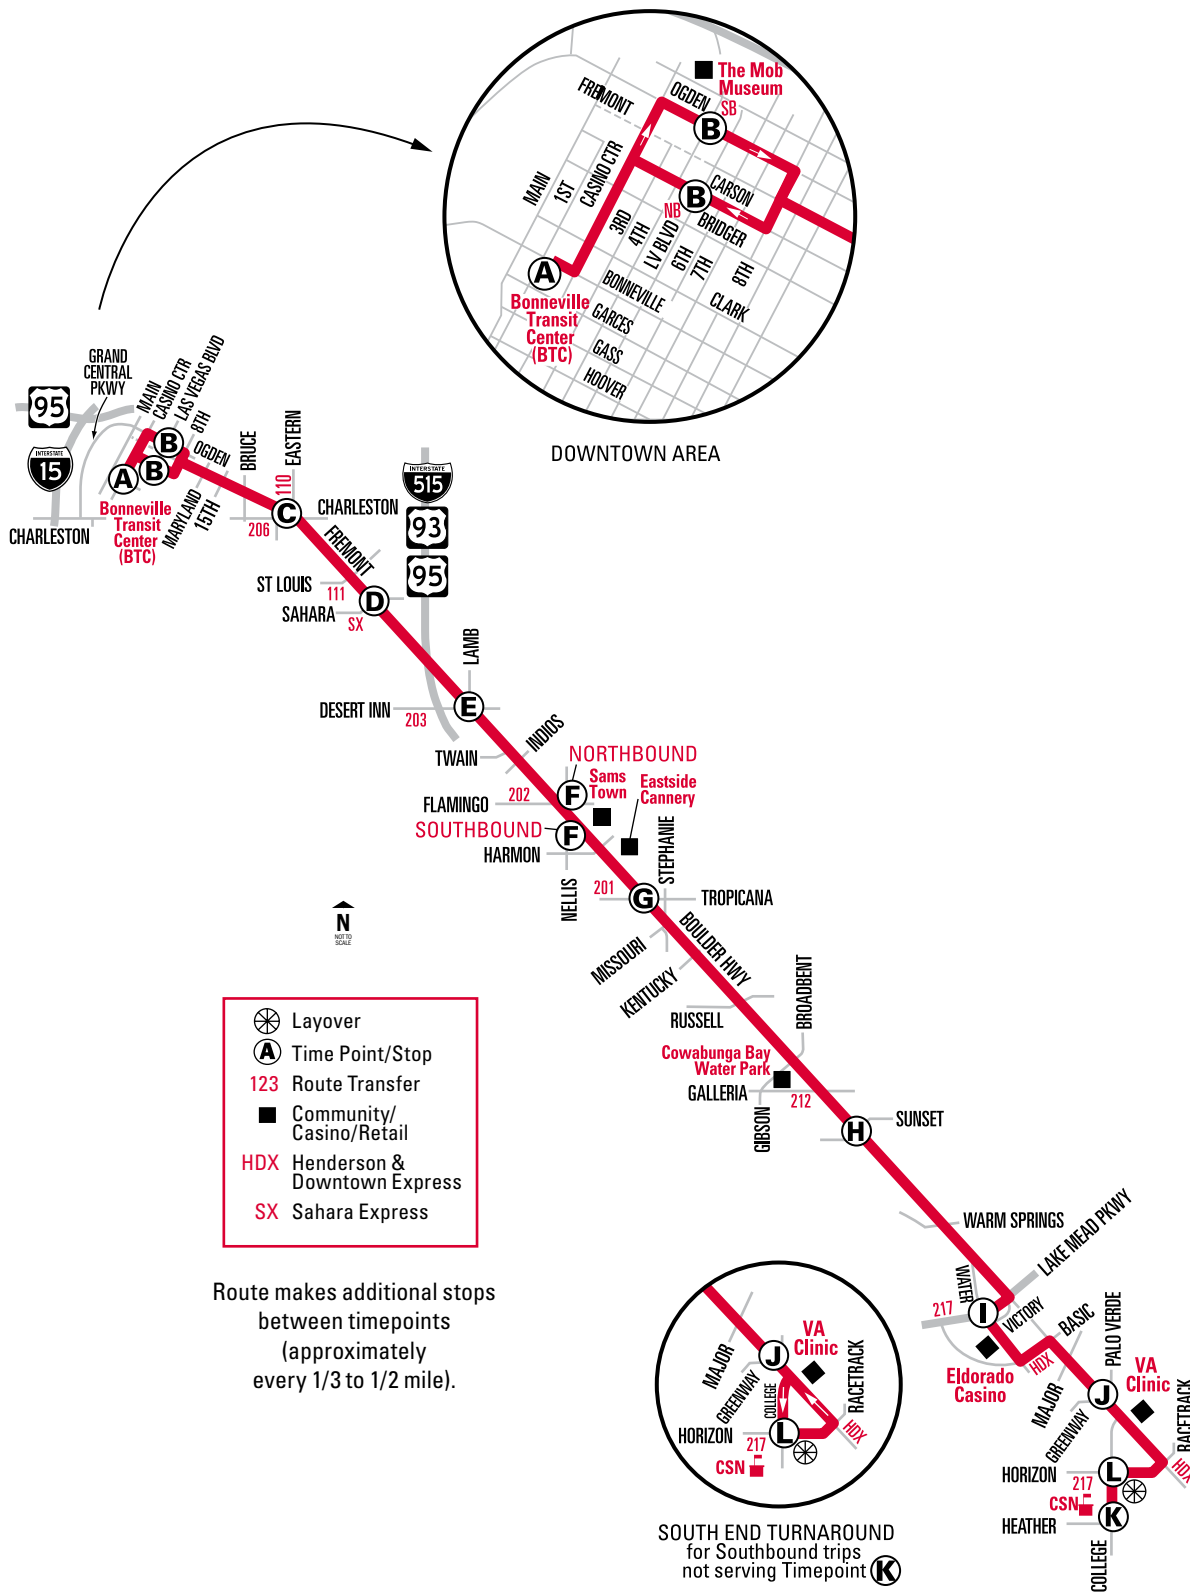 The Mob
Museum
SB
OGDEN
FREMONT
B
CASINO CTR
1ST
MAIN
CARSON
B
NB
BRIDGER
3RD
4TH
LV BLVD
6TH
7TH
8TH
A
BONNEVILLE
CLARK
Bonneville
Transit
Center
(BTC)
GARCES
GASS
HOOVER
DOWNTOWN AREA
GRAND
CENTRAL
PKWY
95
INTERSTATE
15
MAIN
CASINO CTR
LAS VEGAS BLVD
8TH
B
B
A
OGDEN
BRUCE
EASTERN
110
C
CHARLESTON
206
CHARLESTON
Bonneville
Transit
Center
(BTC)
MARYLAND
15TH
INTERSTATE
515
93
95
FREMONT
ST LOUIS
111
D
SAHARA
SX
LAMB
DESERT INN
203
E
TWAIN
INDIOS
NORTHBOUND
202
F
Sams
Town
Eastside
Cannery
FLAMINGO
SOUTHBOUND
F
HARMON
NELLIS
STEPHANIE
201
G
TROPICANA
MISSOURI
KENTUCKY
BOULDER HWY
RUSSELL
BROADBENT
Cowabunga Bay
Water Park
GALLERIA
212
GIBSON
H
SUNSET
N
NOT TO
SCALE
Layover
A Time Point/Stop
123 Route Transfer
Community/
Casino/Retail
HDX Henderson &
Downtown Express
SX Sahara Express
Route makes additional stops
between timepoints
(approximately
every 1/3 to 1/2 mile).
WARM SPRINGS
LAKE MEAD PKWY
WATER
217
I
VICTORY
BASIC
HDX
Eldorado
Casino
PALO VERDE
MAJOR
GREENWAY
J
VA
Clinic
RACETRACK
HDX
HORIZON
L
217
CSN
K
HEATHER
COLLEGE
MAJOR
J
VA
Clinic
GREENWAY
COLLEGE
RACETRACK
HORIZON
L
HDX
217
CSN
SOUTH END TURNAROUND
for Southbound trips
not serving Timepoint K